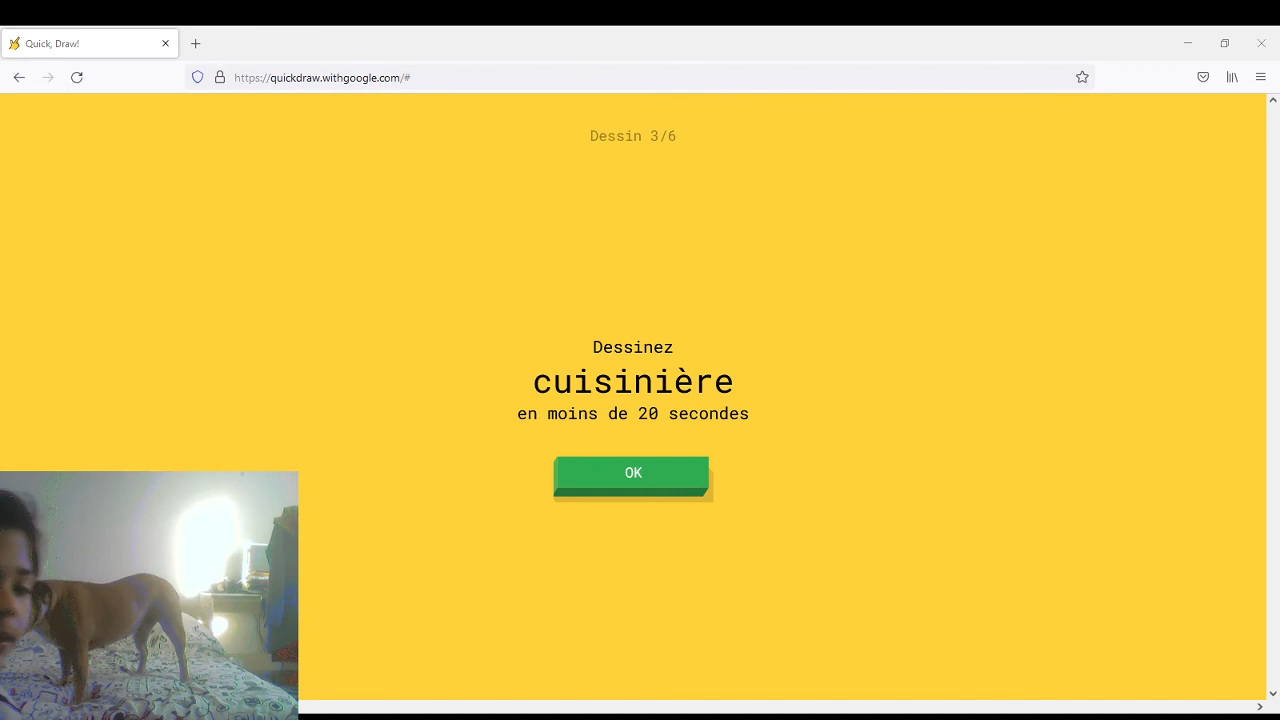 Quick, Draw!
https://quickdraw.withgoogle.com/#
Dessin 3/6
Dessinez
cuisinière
en moins de 20 secondes
OK